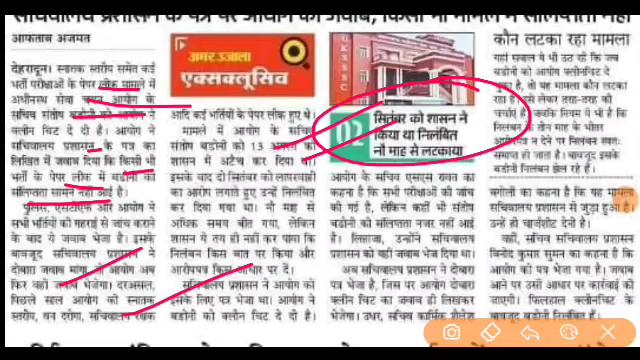 सचिवालय प्रशासन के पत्र पर आयोग का जवाब, किसी भी मामले में संलिप्तता नहीं
आफताब अजमत
देहरादून। स्नातक स्तरीय समेत कई
भर्ती परीक्षाओं के पेपर लीक मामले में
अधीनस्थ सेवा चयन आयोग के
सचिव संतोष बडोनी को आयोग ने
क्लीन चिट दे दी है। आयोग ने
सचिवालय प्रशासन के पत्र का
लिखित में जवाब दिया कि किसी भी
भर्ती के पेपर लीक में बडोनी की
संलिप्तता सामने नहीं आई है।
पुलिस, एसटीएफ और आयोग ने
सभी भर्तियों की गहराई से जांच कराने
के बाद ये जवाब भेजा है। इसके
बावजूद सचिवालय प्रशासन ने
दोबारा जवाब मांगा, आयोग अब
फिर वही जवाब भेजेगा। दरअसल,
पिछले साल आयोग की स्नातक
स्तरीय, वन दरोगा, सचिवालय रक्षक
अमर उजाला
एक्सक्लूसिव
आदि कई भर्तियों के पेपर लीक हुए थे।
मामले में आयोग के सचिव
संतोष बडोनी को 13 अगस्त को
शासन में अटैच कर दिया था।
इसके बाद दो सितंबर को लापरवाही
का आरोप लगाते हुए उन्हें निलंबित
कर दिया गया था। नौ माह से
अधिक समय बीत गया, लेकिन
शासन ये तय ही नहीं कर पाया कि
निलंबन किस बात पर किया और
आरोपपत्र किस आधार पर दें।
सचिवालय प्रशासन ने आयोग को
इसके लिए पत्र भेजा था। आयोग ने
बडोनी को क्लीन चिट दे दी है।
UKSSSC
02
सितंबर को शासन ने
किया था निलंबित
नौ माह से लटकाया
आयोग के सचिव एसएस रावत का
कहना है कि सभी परीक्षाओं की जांच
की गई है, लेकिन कहीं भी संतोष
बडोनी की संलिप्तता नजर नहीं आई
है। लिहाजा, उन्होंने सचिवालय
प्रशासन को यही जवाब भेज दिया था।
अब सचिवालय प्रशासन ने दोबारा
पत्र भेजा है, जिस पर आयोग दोबारा
क्लीन चिट का जवाब ही लिखकर
भेजेगा। उधर, सचिव कार्मिक शैलेश
कौन लटका रहा मामला
यहां सवाल ये भी उठ रहे कि जब
बडोनी को आयोग क्लीनचिट दे
चुका है, तो यह मामला कौन लटका
रहा है। इसे लेकर तरह-तरह की
चर्चाएं हैं। जबकि नियम ये भी है कि
निलंबन के तीन माह के भीतर
आरोपपत्र न देने पर निलंबन स्वतः
समाप्त हो जाता है। बावजूद इसके
बडोनी निलंबन झेल रहे हैं।
बगोली का कहना है कि यह मामला
सचिवालय प्रशासन से जुड़ा हुआ है।
उन्हें ही चार्जशीट देनी है।
वहीं, सचिव सचिवालय प्रशासन
विनोद कुमार सुमन का कहना है कि
आयोग को पत्र भेजा गया है। जवाब
आने पर उसी आधार पर कार्रवाई की
जाएगी। फिलहाल क्लीनचिट के
बावजूद बडोनी निलंबित हैं।